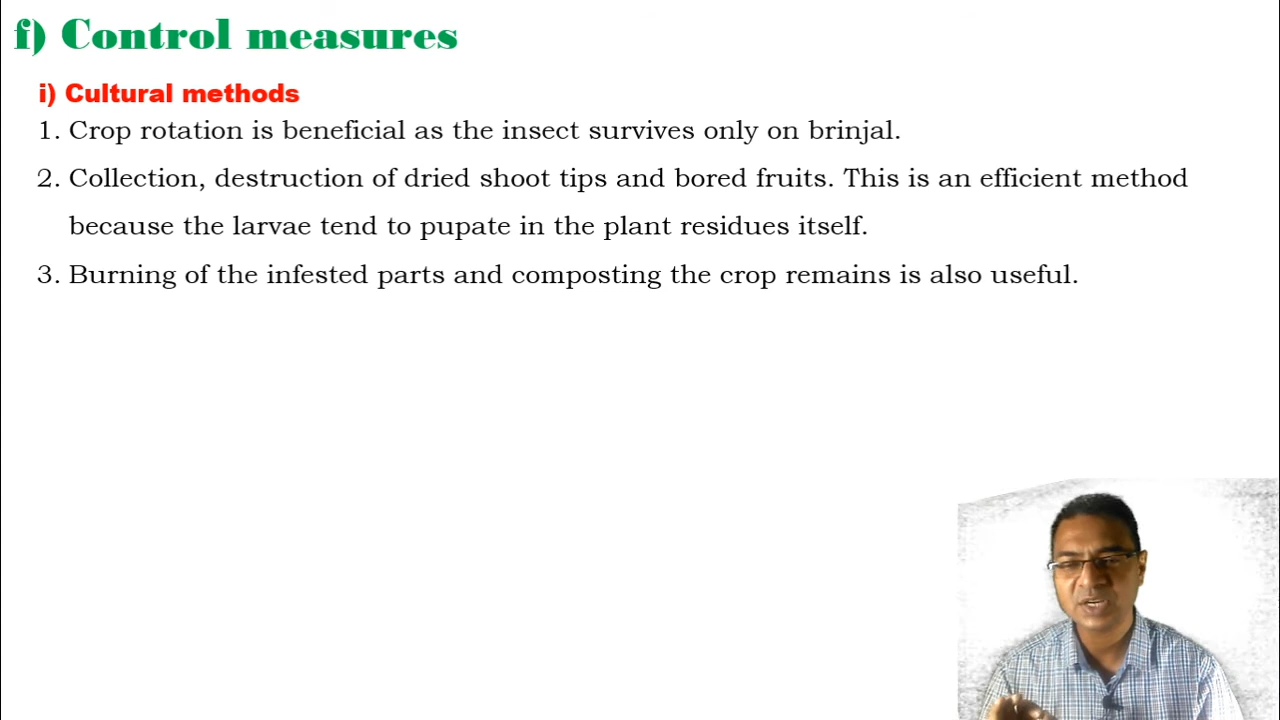 f) Control measures
i) Cultural methods
1. Crop rotation is beneficial as the insect survives only on brinjal.
2. Collection, destruction of dried shoot tips and bored fruits. This is an efficient method
because the larvae tend to pupate in the plant residues itself.
3. Burning of the infested parts and composting the crop remains is also useful.